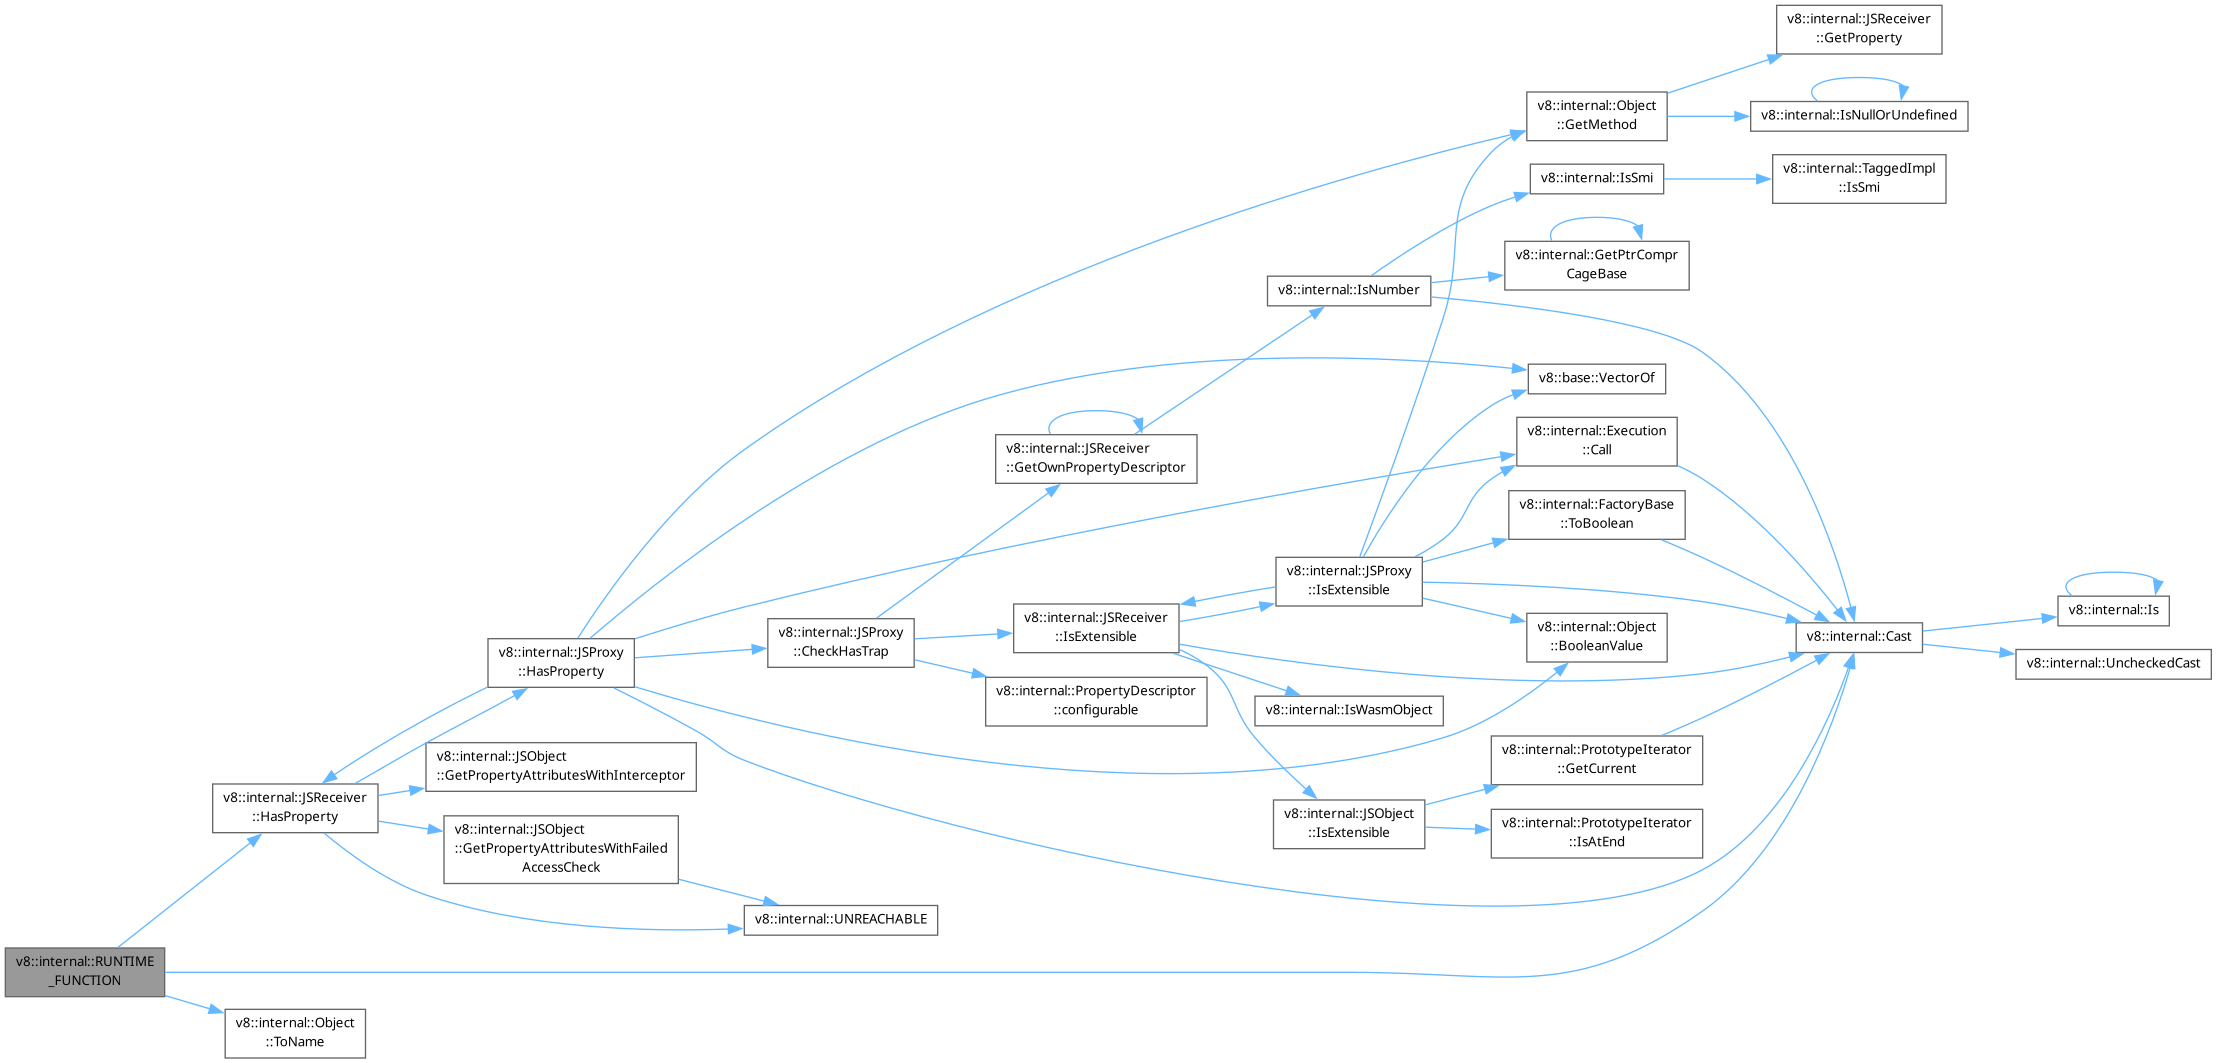 v8::internal::JSReceiver
::GetProperty
v8::internal::Object
::GetMethod
v8::internal::IsNullOrUndefined
v8::internal::IsSmi
v8::internal::TaggedImpl
::IsSmi
v8::internal::GetPtrCompr
CageBase
v8::internal::IsNumber
v8::base::VectorOf
v8::internal::JSReceiver
::GetOwnPropertyDescriptor
v8::internal::Execution
::Call
v8::internal::FactoryBase
::ToBoolean
v8::internal::JSProxy
::IsExtensible
v8::internal::Is
v8::internal::JSReceiver
::IsExtensible
v8::internal::Object
::BooleanValue
v8::internal::Cast
v8::internal::UncheckedCast
v8::internal::JSProxy
::HasProperty
v8::internal::JSProxy
::CheckHasTrap
v8::internal::PropertyDescriptor
::configurable
v8::internal::IsWasmObject
v8::internal::JSObject
::GetPropertyAttributesWithInterceptor
v8::internal::PrototypeIterator
::GetCurrent
v8::internal::JSReceiver
::HasProperty
v8::internal::JSObject
::IsExtensible
v8::internal::PrototypeIterator
::IsAtEnd
v8::internal::JSObject
::GetPropertyAttributesWithFailed
AccessCheck
v8::internal::UNREACHABLE
v8::internal::RUNTIME
_FUNCTION
v8::internal::Object
::ToName